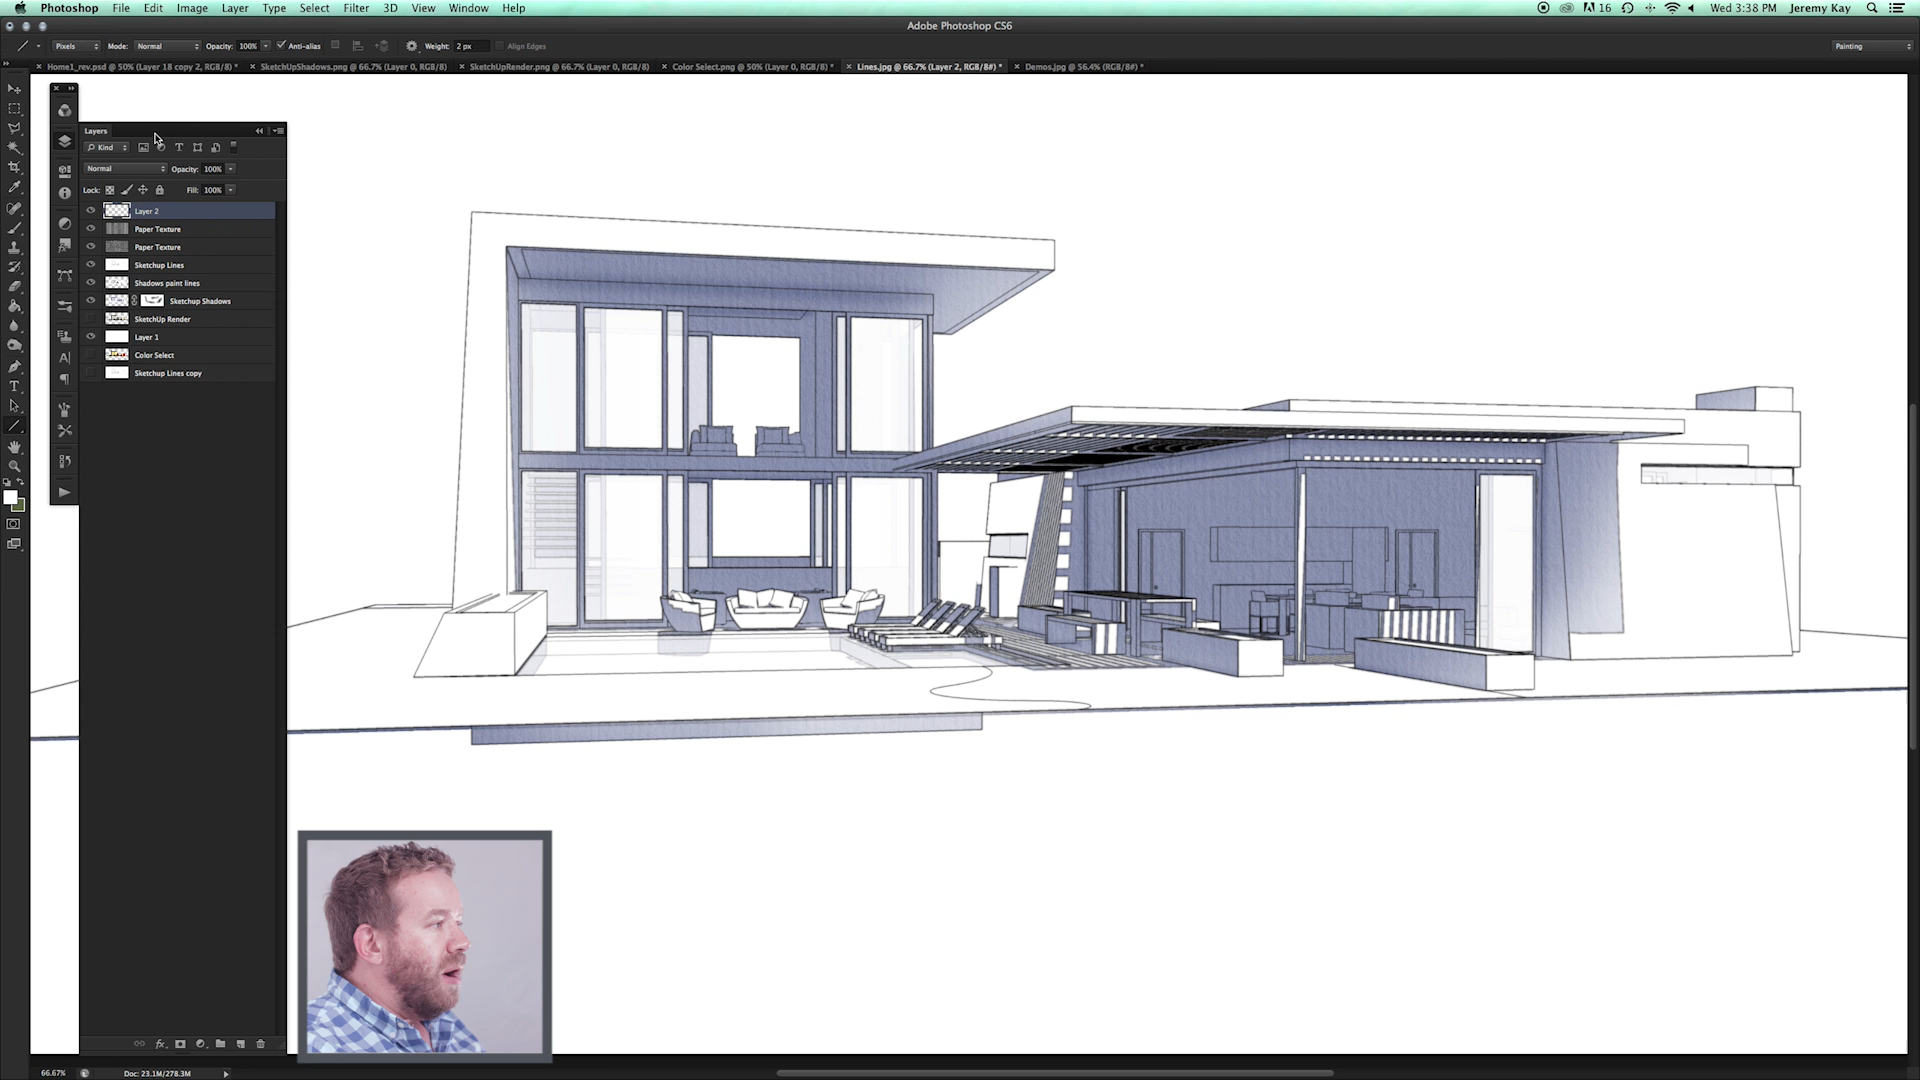 Photoshop File Edit Image Layer Type Select Filter 3D View Window Help 16 Wed 3:38 PM Jeremy Kay
Adobe Photoshop CS6
Pixels Mode: Normal Opacity: 100% Anti-alias Weight: 2 px Align Edges Painting
Home1_rev.psd @ 50% (Layer 18 copy 2, RGB/8) * SketchUpShadows.png @ 66.7% (Layer 0, RGB/8) SketchUpRender.png @ 66.7% (Layer 0, RGB/8) Color Select.png @ 50% (Layer 0, RGB/8) * Lines.jpg @ 66.7% (Layer 2, RGB/8#) * Demos.jpg @ 56.4% (RGB/8#) *
Layers
Kind
Normal Opacity: 100%
Lock: Fill: 100%
Layer 2
Paper Texture
Paper Texture
Sketchup Lines
Shadows paint lines
Sketchup Shadows
SketchUp Render
Layer 1
Color Select
Sketchup Lines copy
66.67% Doc: 23.1M/278.3M